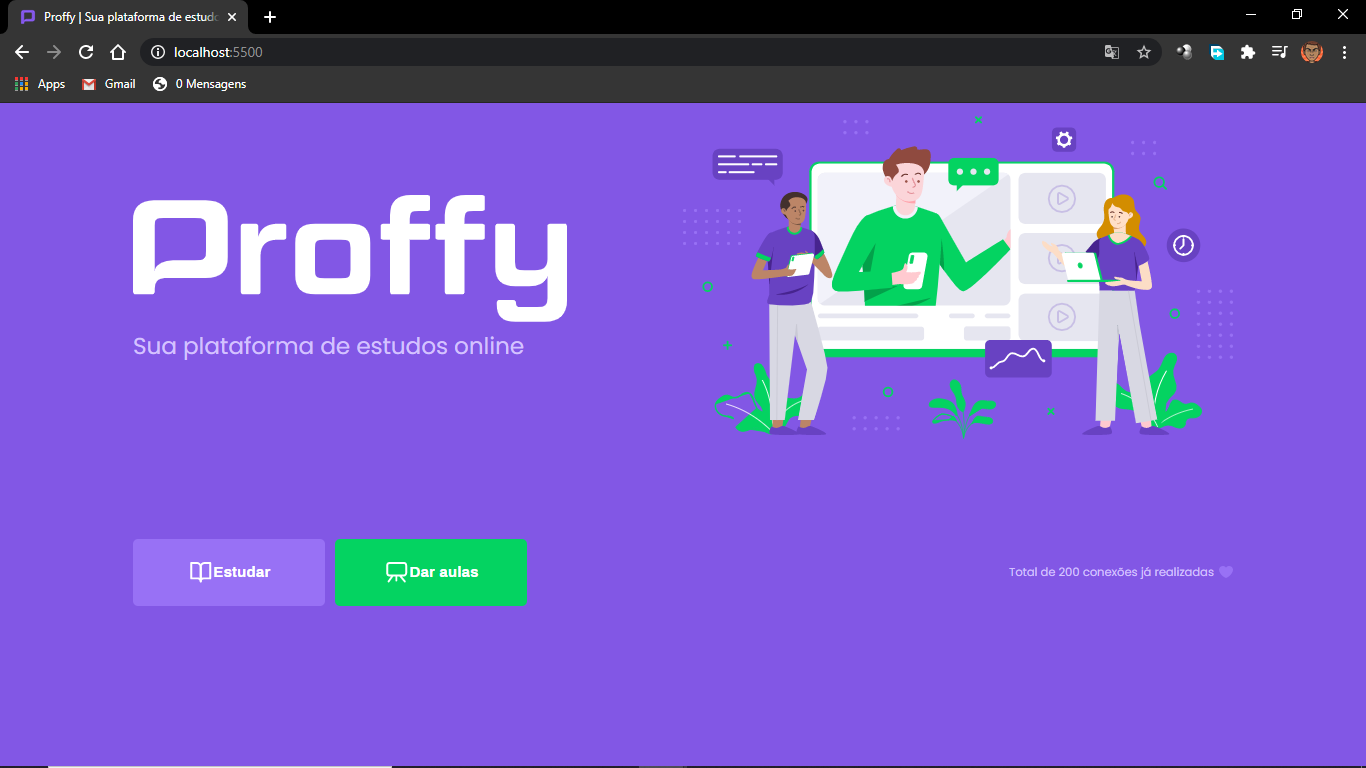 Proffy | Sua plataforma de estud
localhost:5500
Apps
Gmail
0 Mensagens
Proffy
Sua plataforma de estudos online
Estudar
Dar aulas
Total de 200 conexões já realizadas